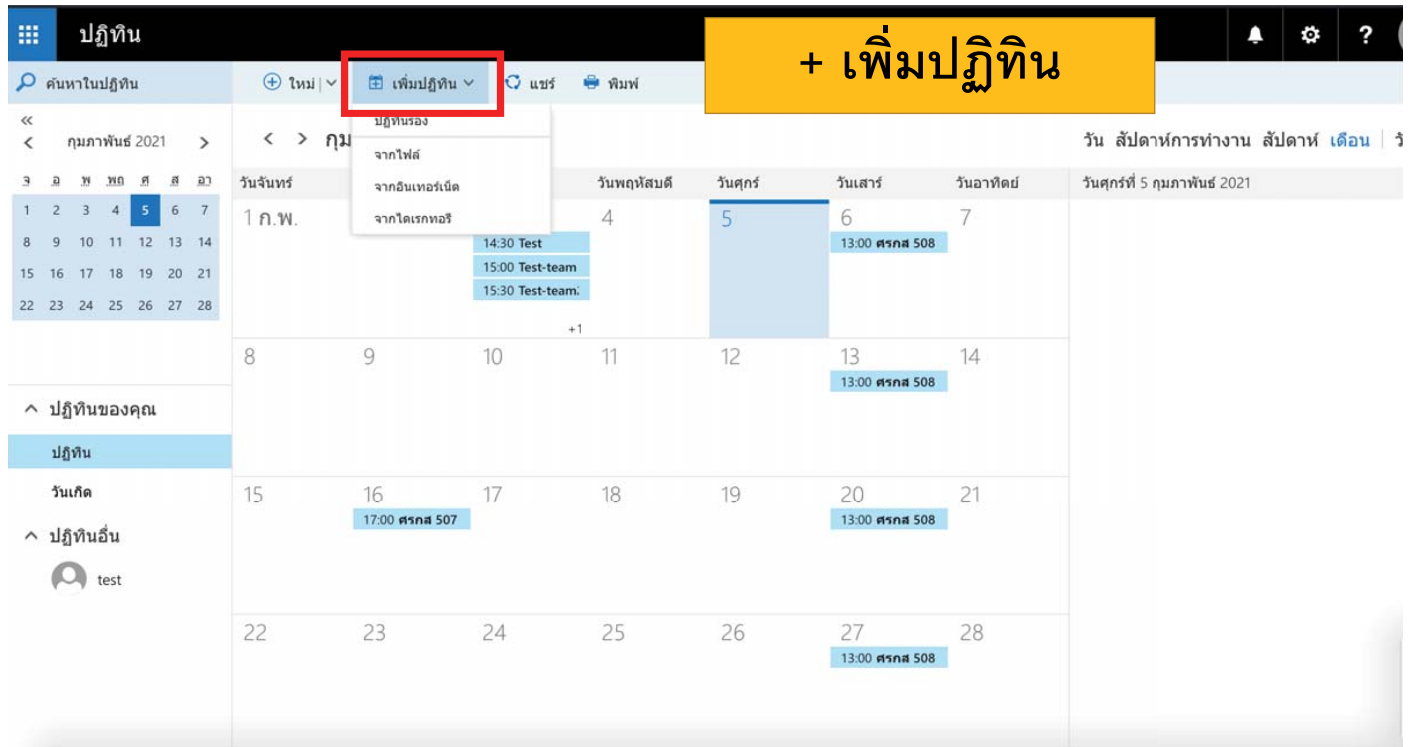 ปฏิทิน
+ เพิ่มปฏิทิน
?
ค้นหาในปฏิทิน
ใหม่ | เพิ่มปฏิทิน แชร์ พิมพ์
ปฏิทินรอง
จากไฟล์
จากอินเทอร์เน็ต
จากไดเรกทอรี
กุมภาพันธ์ 2021
จ อ พ พฤ ศ ส อา
1 2 3 4 5 6 7
8 9 10 11 12 13 14
15 16 17 18 19 20 21
22 23 24 25 26 27 28
ปฏิทินของคุณ
ปฏิทิน
วันเกิด
ปฏิทินอื่น
test
วัน สัปดาห์การทำงาน สัปดาห์ เดือน
วันจันทร์ วันพฤหัสบดี วันศุกร์ วันเสาร์ วันอาทิตย์ วันศุกร์ที่ 5 กุมภาพันธ์ 2021
1 ก.พ. 4 5 6 7
14:30 Test 13:00 ศรกส 508
15:00 Test-team
15:30 Test-team
+1
8 9 10 11 12 13 14
13:00 ศรกส 508
15 16 17 18 19 20 21
17:00 ศรกส 507 13:00 ศรกส 508
22 23 24 25 26 27 28
13:00 ศรกส 508